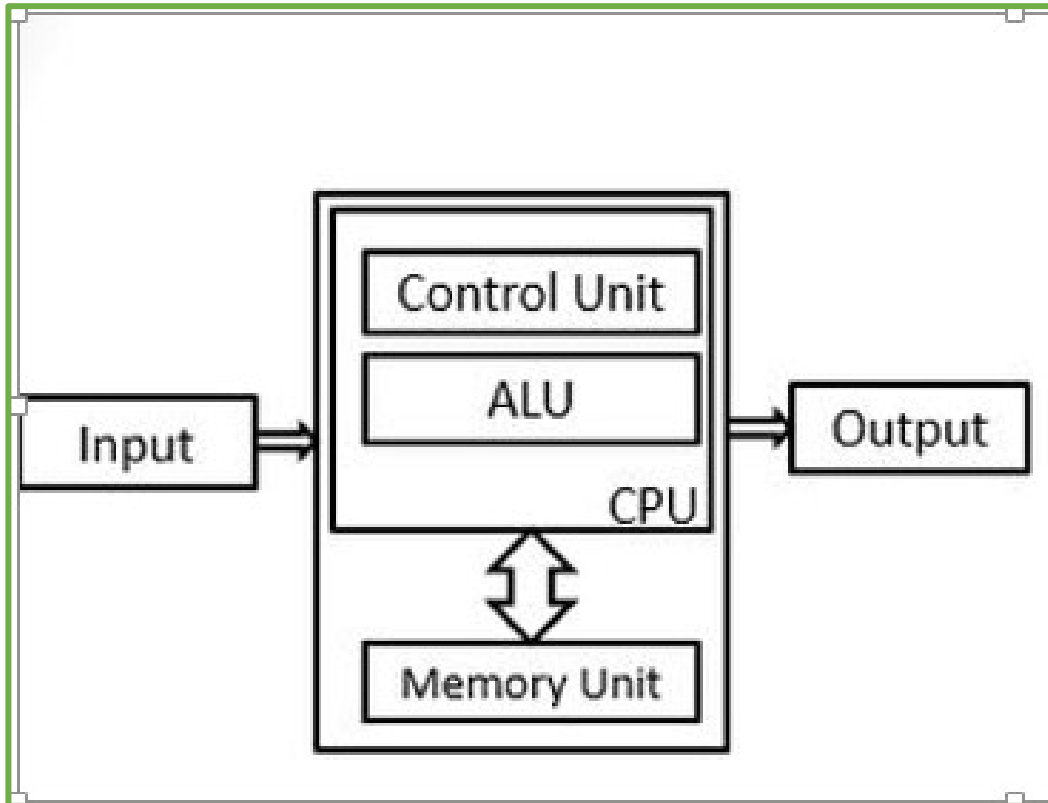 Control Unit
ALU
Input
Output
CPU
Memory Unit